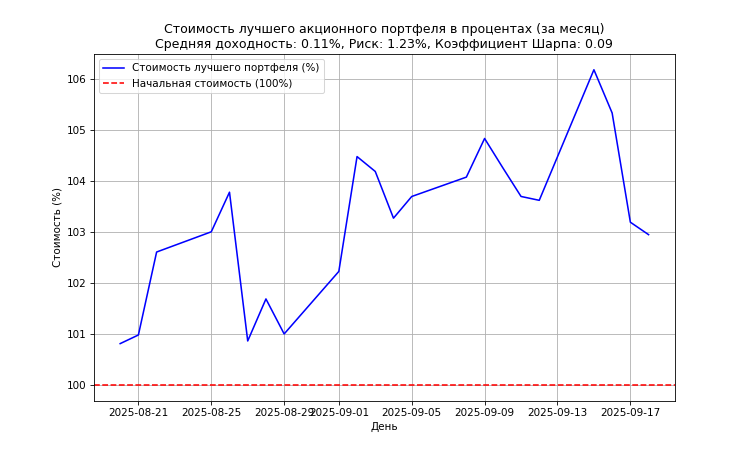 Стоимость лучшего акционного портфеля в процентах (за месяц)
Средняя доходность: 0.11%, Риск: 1.23%, Коэффициент Шарпа: 0.09
Стоимость лучшего портфеля (%)
Начальная стоимость (100%)
Стоимость (%)
106
105
104
103
102
101
100
2025-08-21 2025-08-25 2025-08-29 2025-09-01 2025-09-05 2025-09-09 2025-09-13 2025-09-17
День